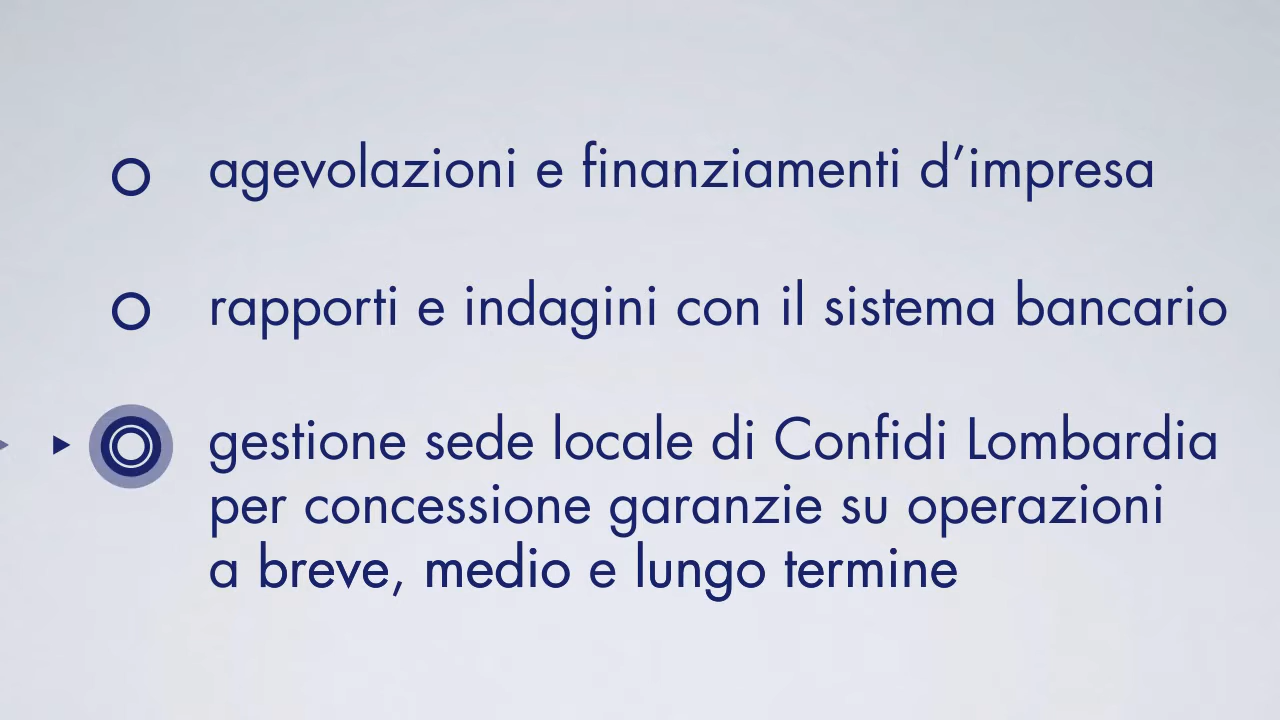 agevolazioni e finanziamenti d’impresa
rapporti e indagini con il sistema bancario
gestione sede locale di Confidi Lombardia
per concessione garanzie su operazioni
a breve, medio e lungo termine